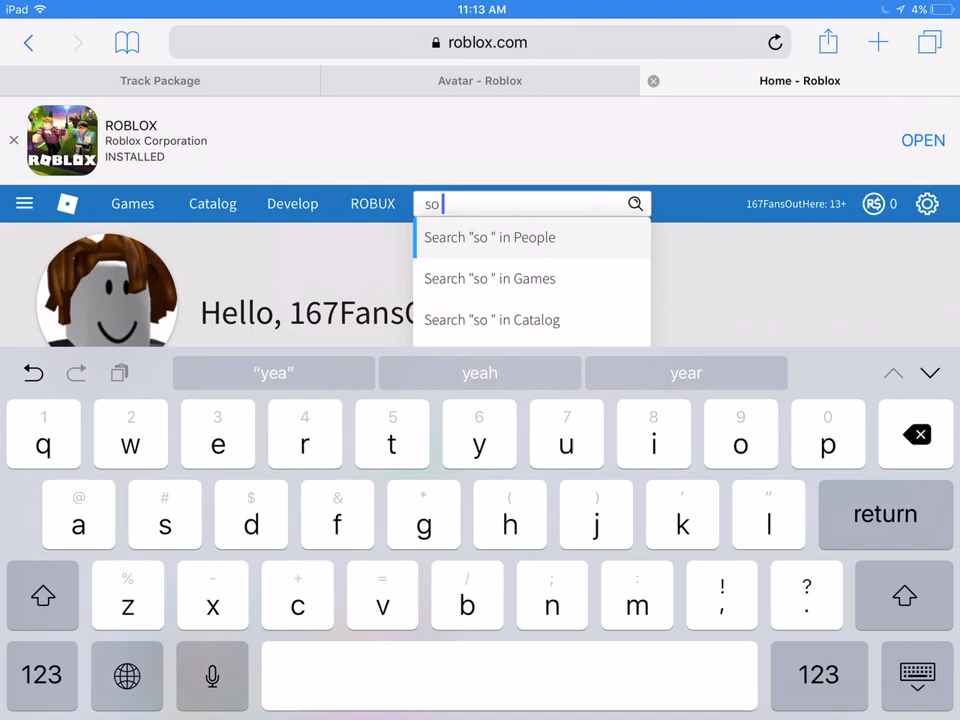 iPad 11:13 AM 4%
roblox.com
Track Package Avatar - Roblox Home - Roblox
ROBLOX
ROBLOX
Roblox Corporation
INSTALLED
OPEN
Games Catalog Develop ROBUX so 167FansOutHere: 13+ R$ 0
Search "so " in People
Search "so " in Games
Search "so " in Catalog
Hello, 167FansO
“yea” yeah year
1 2 3 4 5 6 7 8 9 0
q w e r t y u i o p
@ # $ & * ( ) ' "
a s d f g h j k l return
% - + = / ; : ! ?
z x c v b n m , .
123 123